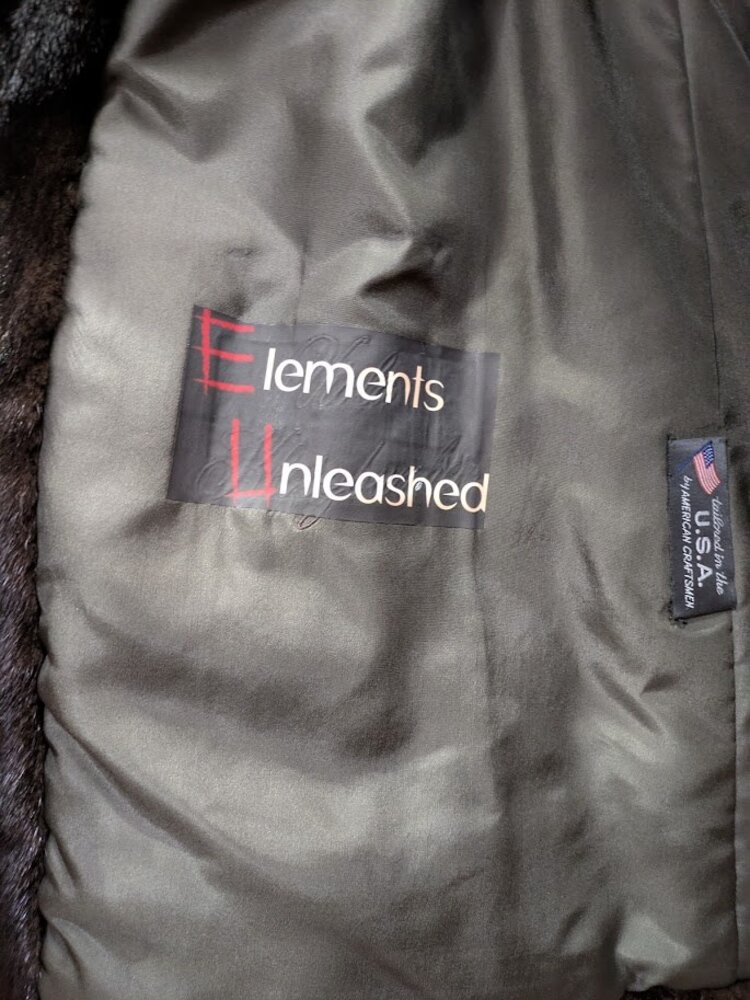 Elements
Unleashed
tailored in the
U.S.A.
by AMERICAN CRAFTSMEN